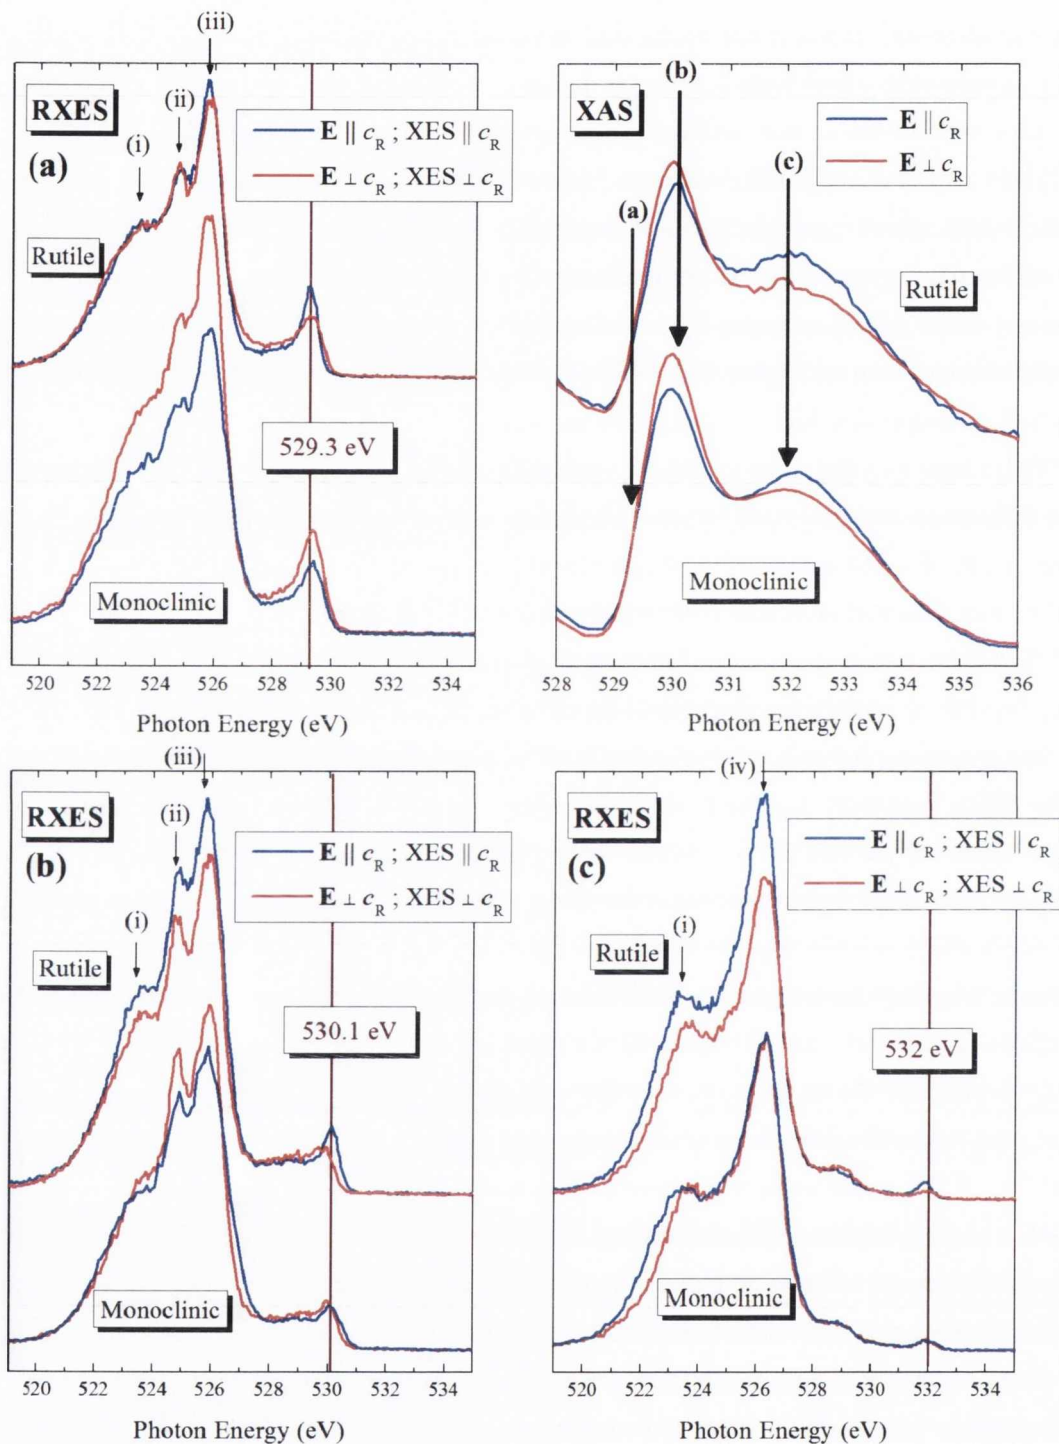 (iii)
(ii)
(i)
RXES
(a)
E || c_R ; XES || c_R
E ⊥ c_R ; XES ⊥ c_R
Rutile
529.3 eV
Monoclinic
520 522 524 526 528 530 532 534
Photon Energy (eV)
XAS
(b)
(c)
(a)
E || c_R
E ⊥ c_R
Rutile
Monoclinic
528 529 530 531 532 533 534 535 536
Photon Energy (eV)
(iii)
(ii)
(i)
RXES
(b)
E || c_R ; XES || c_R
E ⊥ c_R ; XES ⊥ c_R
Rutile
530.1 eV
Monoclinic
520 522 524 526 528 530 532 534
Photon Energy (eV)
(iv)
(i)
RXES
(c)
E || c_R ; XES || c_R
E ⊥ c_R ; XES ⊥ c_R
Rutile
532 eV
Monoclinic
520 522 524 526 528 530 532 534
Photon Energy (eV)